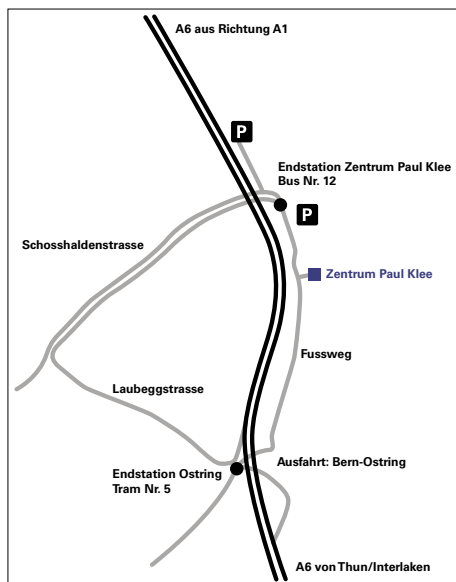 A6 aus Richtung A1
P
Endstation Zentrum Paul Klee
Bus Nr. 12
P
Schosshaldenstrasse
Zentrum Paul Klee
Fussweg
Laubeggstrasse
Ausfahrt: Bern-Ostring
Endstation Ostring
Tram Nr. 5
A6 von Thun/Interlaken